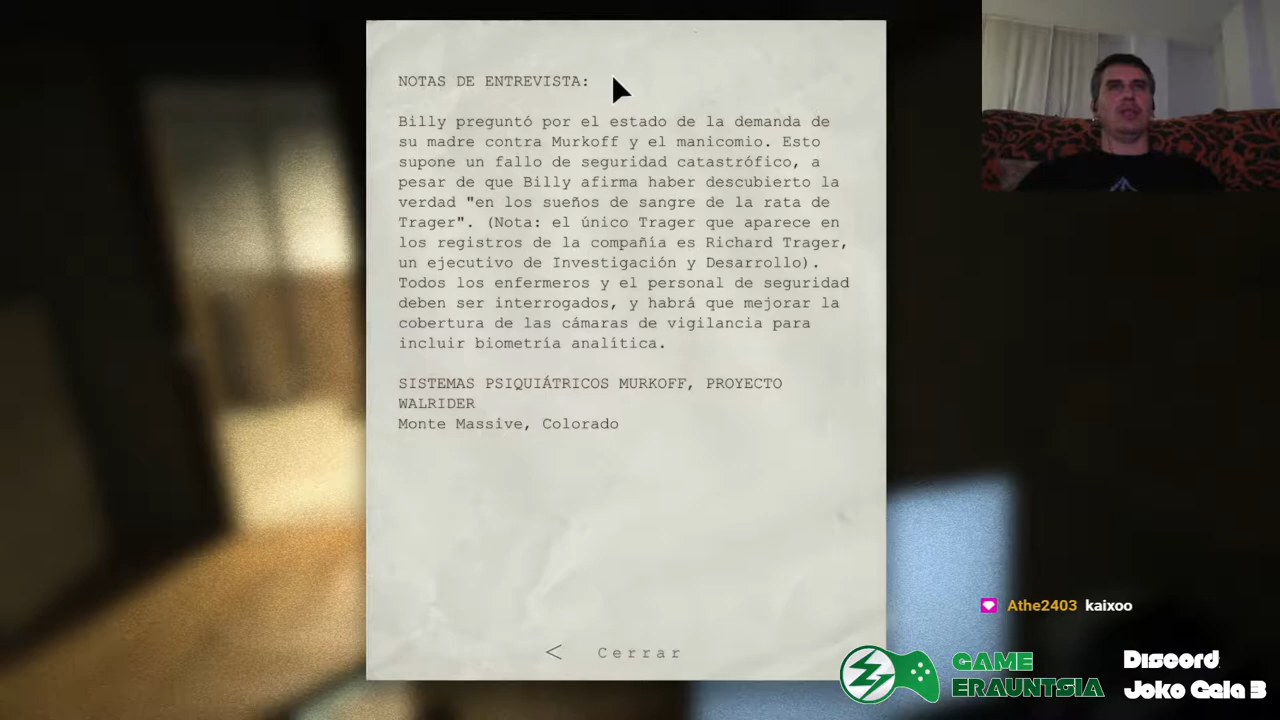 NOTAS DE ENTREVISTA:
Billy preguntó por el estado de la demanda de
su madre contra Murkoff y el manicomio. Esto
supone un fallo de seguridad catastrófico, a
pesar de que Billy afirma haber descubierto la
verdad "en los sueños de sangre de la rata de
Trager". (Nota: el único Trager que aparece en
los registros de la compañía es Richard Trager,
un ejecutivo de Investigación y Desarrollo).
Todos los enfermeros y el personal de seguridad
deben ser interrogados, y habrá que mejorar la
cobertura de las cámaras de vigilancia para
incluir biometría analítica.
SISTEMAS PSIQUIÁTRICOS MURKOFF, PROYECTO
WALRIDER
Monte Massive, Colorado
< Cerrar
Athe2403 kaixoo
GAME
ERAUNTSIA
Discord
Joko Gela 3